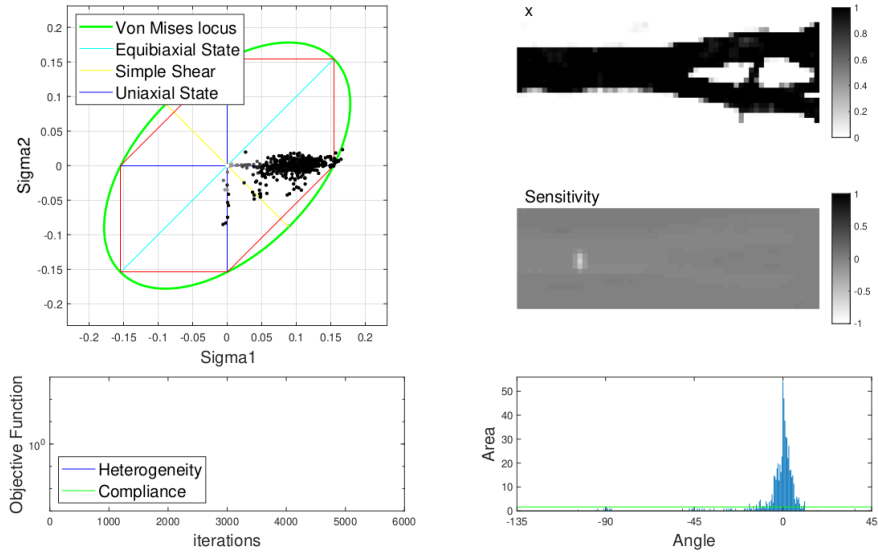 Von Mises locus
Equibiaxial State
Simple Shear
Uniaxial State
0.2
0.15
0.1
0.05
0
-0.05
-0.1
-0.15
-0.2
Sigma2
-0.2 -0.15 -0.1 -0.05 0 0.05 0.1 0.15 0.2
Sigma1
x
1
0.8
0.6
0.4
0.2
0
Sensitivity
1
0.5
0
-0.5
-1
Objective Function
10^0
Heterogeneity
Compliance
0 1000 2000 3000 4000 5000 6000
iterations
Area
50
40
30
20
10
0
-135 -90 -45 0 45
Angle